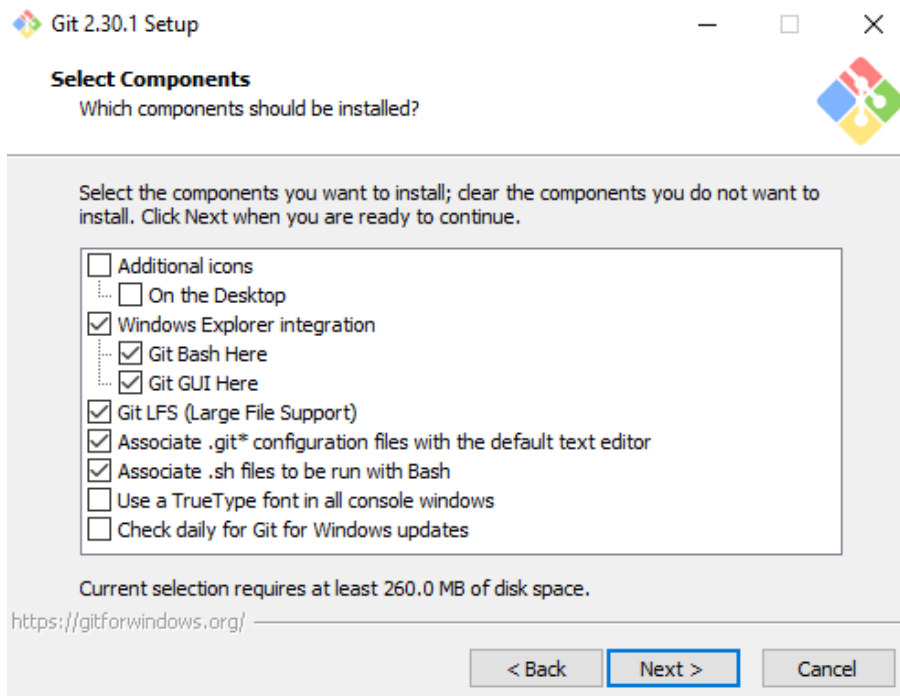 Git 2.30.1 Setup
Select Components
Which components should be installed?
Select the components you want to install; clear the components you do not want to
install. Click Next when you are ready to continue.
Additional icons
On the Desktop
Windows Explorer integration
Git Bash Here
Git GUI Here
Git LFS (Large File Support)
Associate .git* configuration files with the default text editor
Associate .sh files to be run with Bash
Use a TrueType font in all console windows
Check daily for Git for Windows updates
Current selection requires at least 260.0 MB of disk space.
https://gitforwindows.org/
< Back Next > Cancel